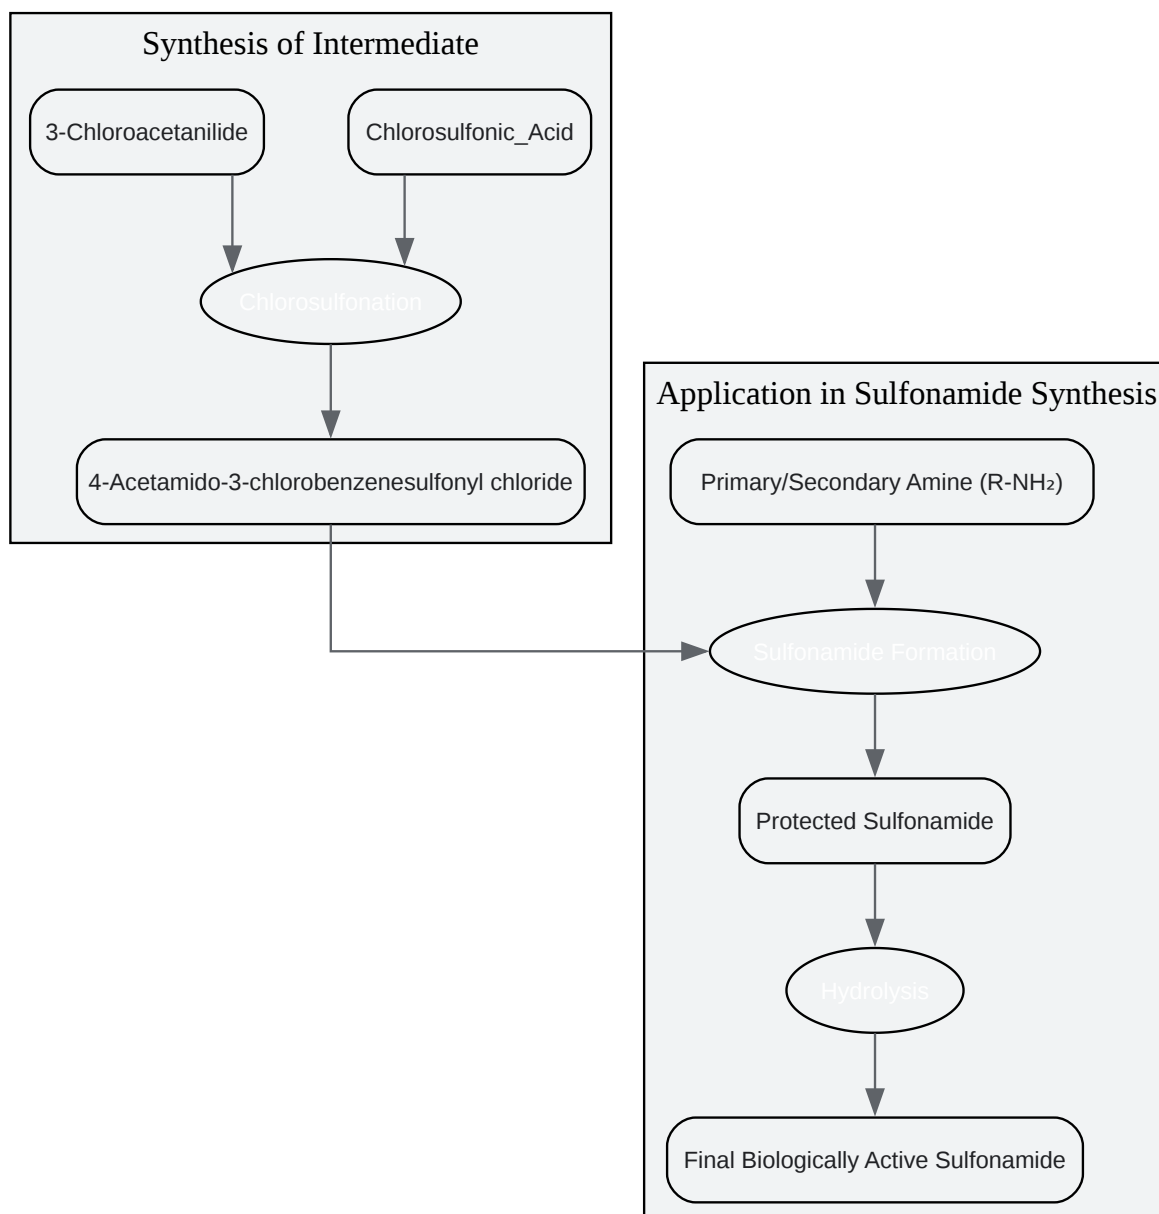 Synthesis of Intermediate
3-Chloroacetanilide
Chlorosulfonic_Acid
Chlorosulfonation
4-Acetamido-3-chlorobenzenesulfonyl chloride
Application in Sulfonamide Synthesis
Primary/Secondary Amine (R-NH₂)
Sulfonamide Formation
Protected Sulfonamide
Hydrolysis
Final Biologically Active Sulfonamide